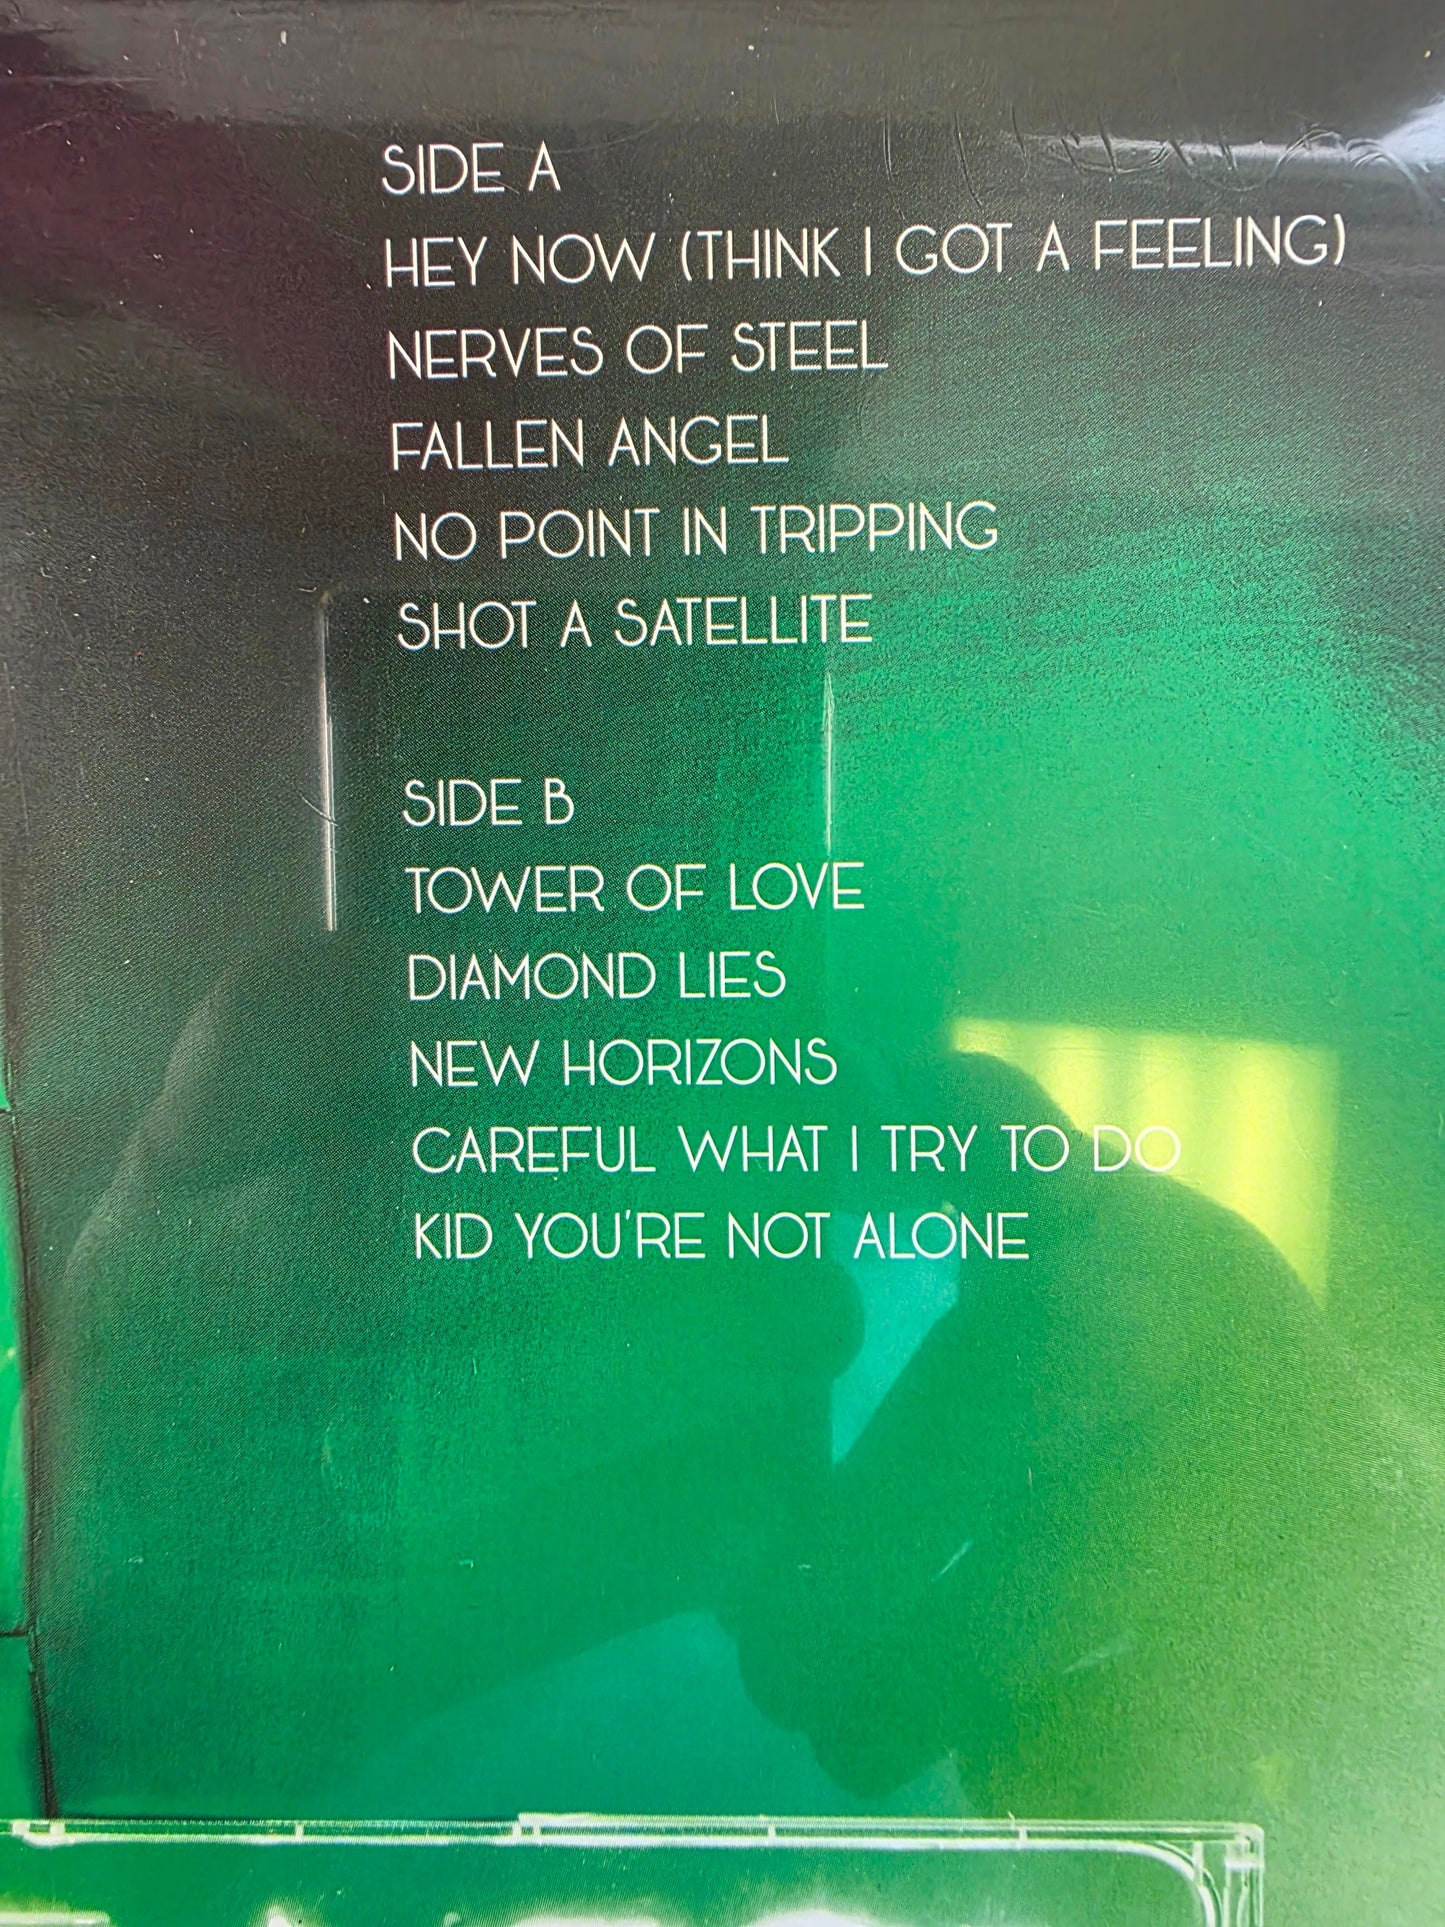 SIDE A
HEY NOW (THINK I GOT A FEELING)
NERVES OF STEEL
FALLEN ANGEL
NO POINT IN TRIPPING
SHOT A SATELLITE
SIDE B
TOWER OF LOVE
DIAMOND LIES
NEW HORIZONS
CAREFUL WHAT I TRY TO DO
KID YOU'RE NOT ALONE